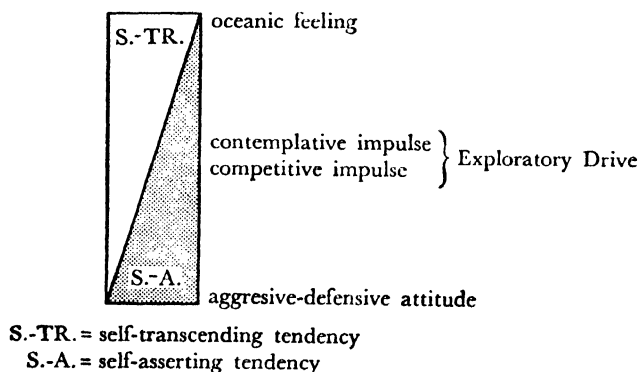 S.-TR.
oceanic feeling
contemplative impulse
competitive impulse
Exploratory Drive
S.-A.
aggresive-defensive attitude
S.-TR. = self-transcending tendency
S.-A. = self-asserting tendency